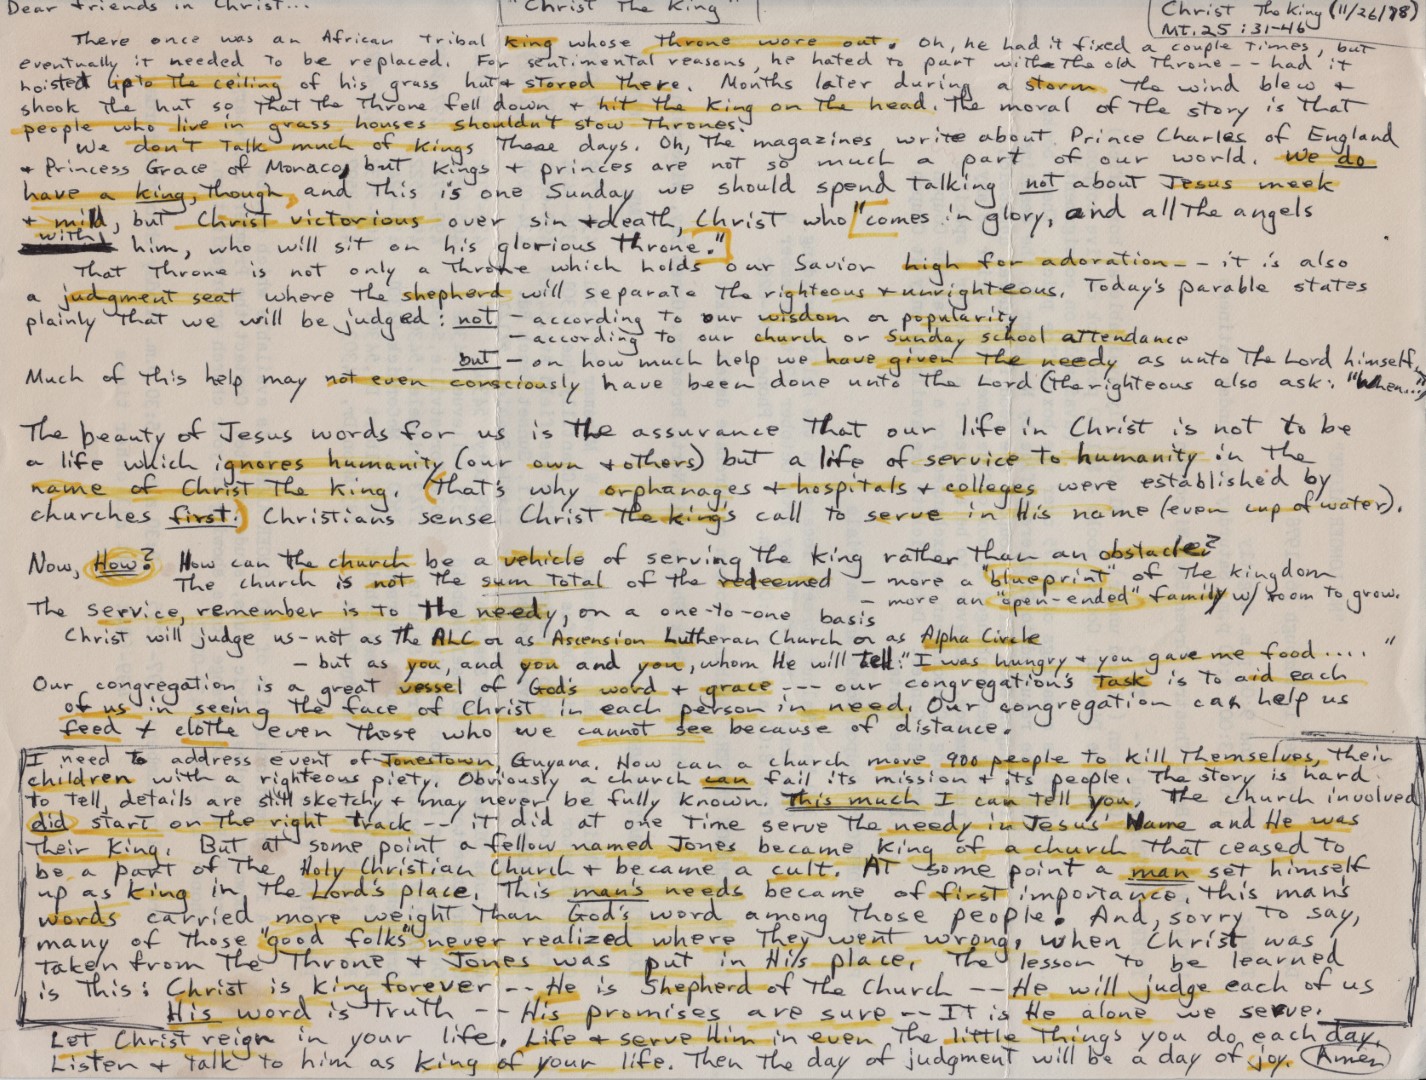 Dear friends in Christ... "Christ The King" Christ The King (11/26/78)
MT. 25:31-46
There once was an African tribal king whose throne wore out. Oh, he had it fixed a couple times, but
eventually it needed to be replaced. For sentimental reasons, he hated to part with the old throne -- had it
hoisted up to the ceiling of his grass hut & stored there. Months later during a storm the wind blew +
shook the hut so that the throne fell down + hit the king on the head. The moral of the story is that
people who live in grass houses shouldn't stow thrones.
We don't talk much of kings these days. Oh, the magazines write about Prince Charles of England
+ Princess Grace of Monaco, but kings + princes are not so much a part of our world. We do
have a king, though, and this is one Sunday we should spend talking not about Jesus meek
+ mild, but Christ victorious over sin + death, Christ who "comes in glory, and all the angels
with him, who will sit on his glorious throne."
That throne is not only a throne which holds our Savior high for adoration -- it is also
a judgment seat where the shepherd will separate the righteous + unrighteous. Today's parable states
plainly that we will be judged: not - according to our wisdom or popularity
- according to our church or Sunday school attendance
but - on how much help we have given the needy as unto the Lord himself.
Much of this help may not even consciously have been done unto the Lord (the righteous also ask: "When...")
The beauty of Jesus words for us is the assurance that our life in Christ is not to be
a life which ignores humanity (our own + others) but a life of service to humanity in the
name of Christ the king. (That's why orphanages + hospitals + colleges were established by
churches first.) Christians sense Christ the king's call to serve in His name (even cup of water).
Now, How? How can the church be a vehicle of serving the king rather than an obstacle?
The church is not the sum total of the redeemed - more a "blueprint" of the kingdom
- more an "open-ended" family w/ room to grow.
The service, remember is to the needy, on a one-to-one basis
Christ will judge us - not as the ALC or as Ascension Lutheran Church or as Alpha Circle
- but as you, and you and you, whom He will tell: "I was hungry + you gave me food...."
Our congregation is a great vessel of God's word + grace --- our congregation's task is to aid each
of us in seeing the face of Christ in each person in need. Our congregation can help us
feed + clothe even those who we cannot see because of distance.
I need to address event of Jonestown, Guyana. How can a church move 900 people to kill themselves, their
children with a righteous piety. Obviously a church can fail its mission + its people. The story is hard
to tell, details are still sketchy + may never be fully known. This much I can tell you. The church involved
did start on the right track -- it did at one time serve the needy in Jesus' Name and He was
their King. But at some point a fellow named Jones became king of a church that ceased to
be a part of the Holy Christian Church + became a cult. At some point a man set himself
up as king in the Lord's place. This man's needs became of first importance, this man's
words carried more weight than God's word among those people. And, sorry to say,
many of those "good folks" never realized where they went wrong, when Christ was
taken from the throne + Jones was put in His place. The lesson to be learned
is this: Christ is king forever -- He is Shepherd of the Church -- He will judge each of us
His word is truth -- His promises are sure -- It is He alone we serve.
Let Christ reign in your life. Life + serve Him in even the little things you do each day.
Listen + talk to him as king of your life. Then the day of judgment will be a day of joy. Amen